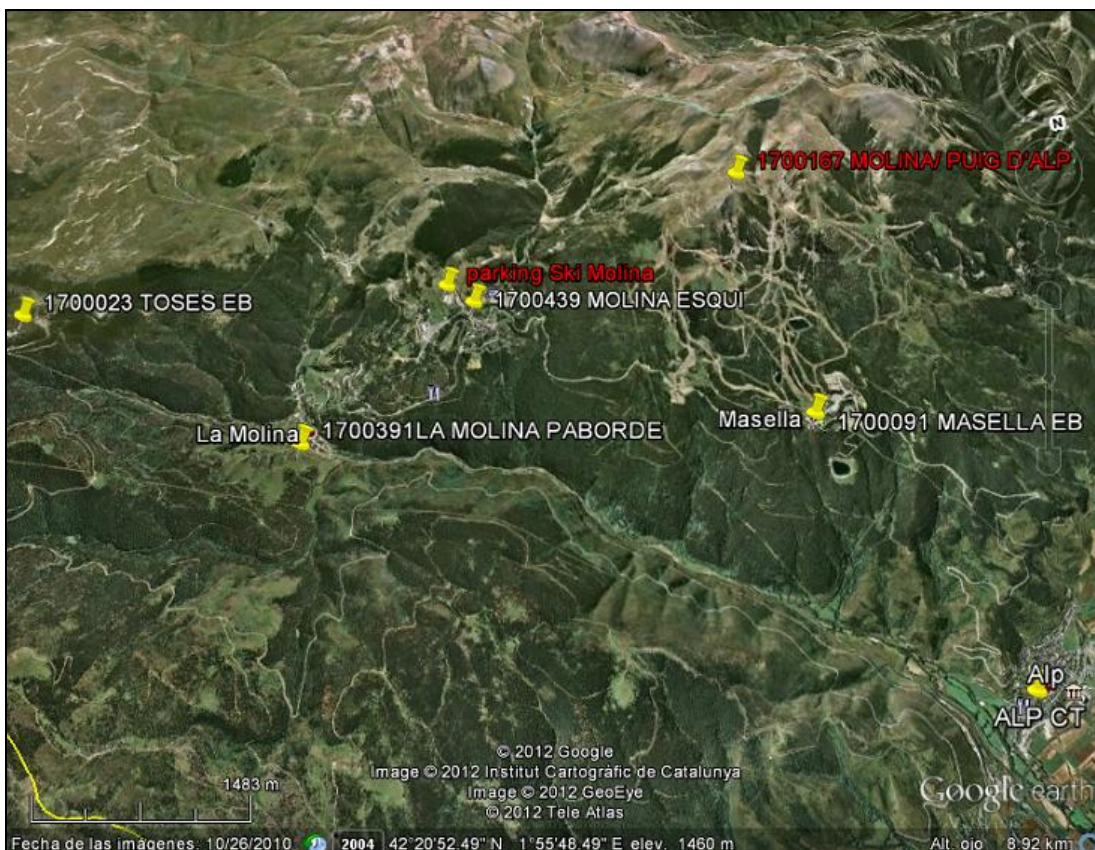 N
1700167 MOLINA/ PUIG D'ALP
parking Ski Molina
1700439 MOLINA ESQUI
1700023 TOSES EB
Masella
1700091 MASELLA EB
La Molina
1700391LA MOLINA PABORDE
Alp
ALP CT
© 2012 Google
Image © 2012 Institut Cartogràfic de Catalunya
Image © 2012 GeoEye
© 2012 Tele Atlas
1483 m
Google earth
Fecha de las imágenes: 10/26/2010 2004 42°20'52.49" N 1°55'48.49" E elev. 1460 m Alt. ojo 8.92 km